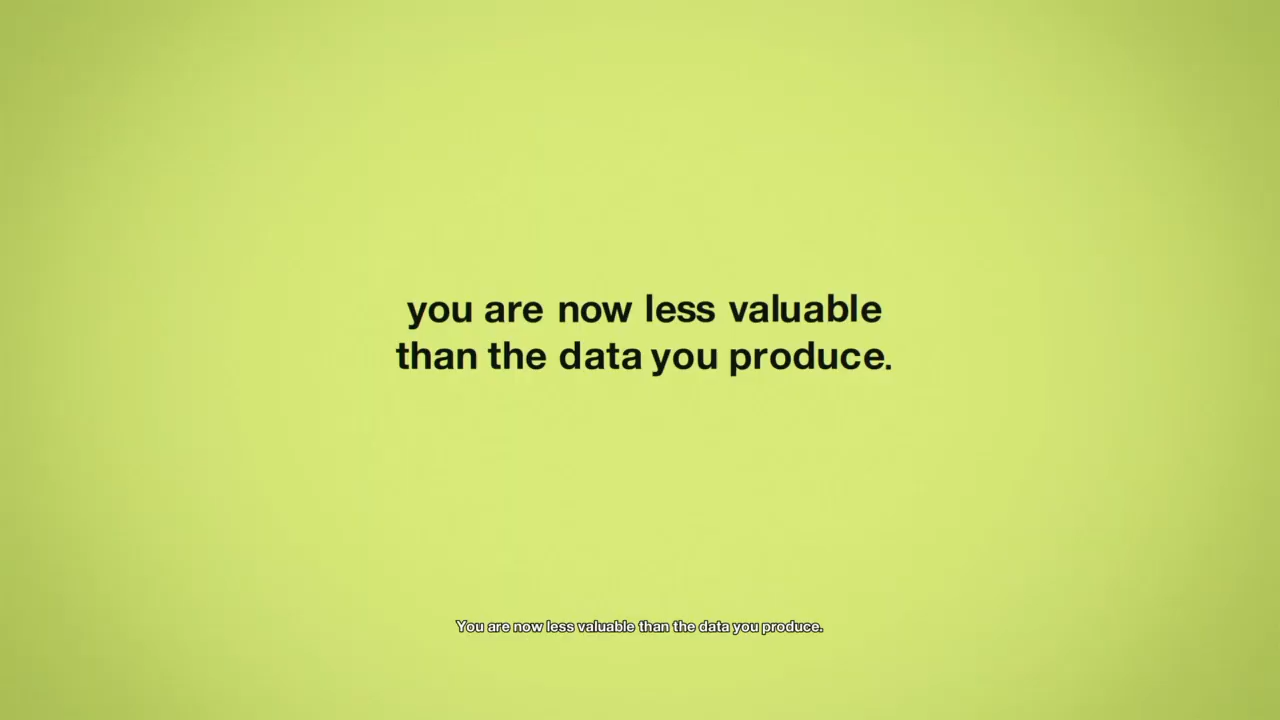 you are now less valuable
than the data you produce.
You are now less valuable than the data you produce.